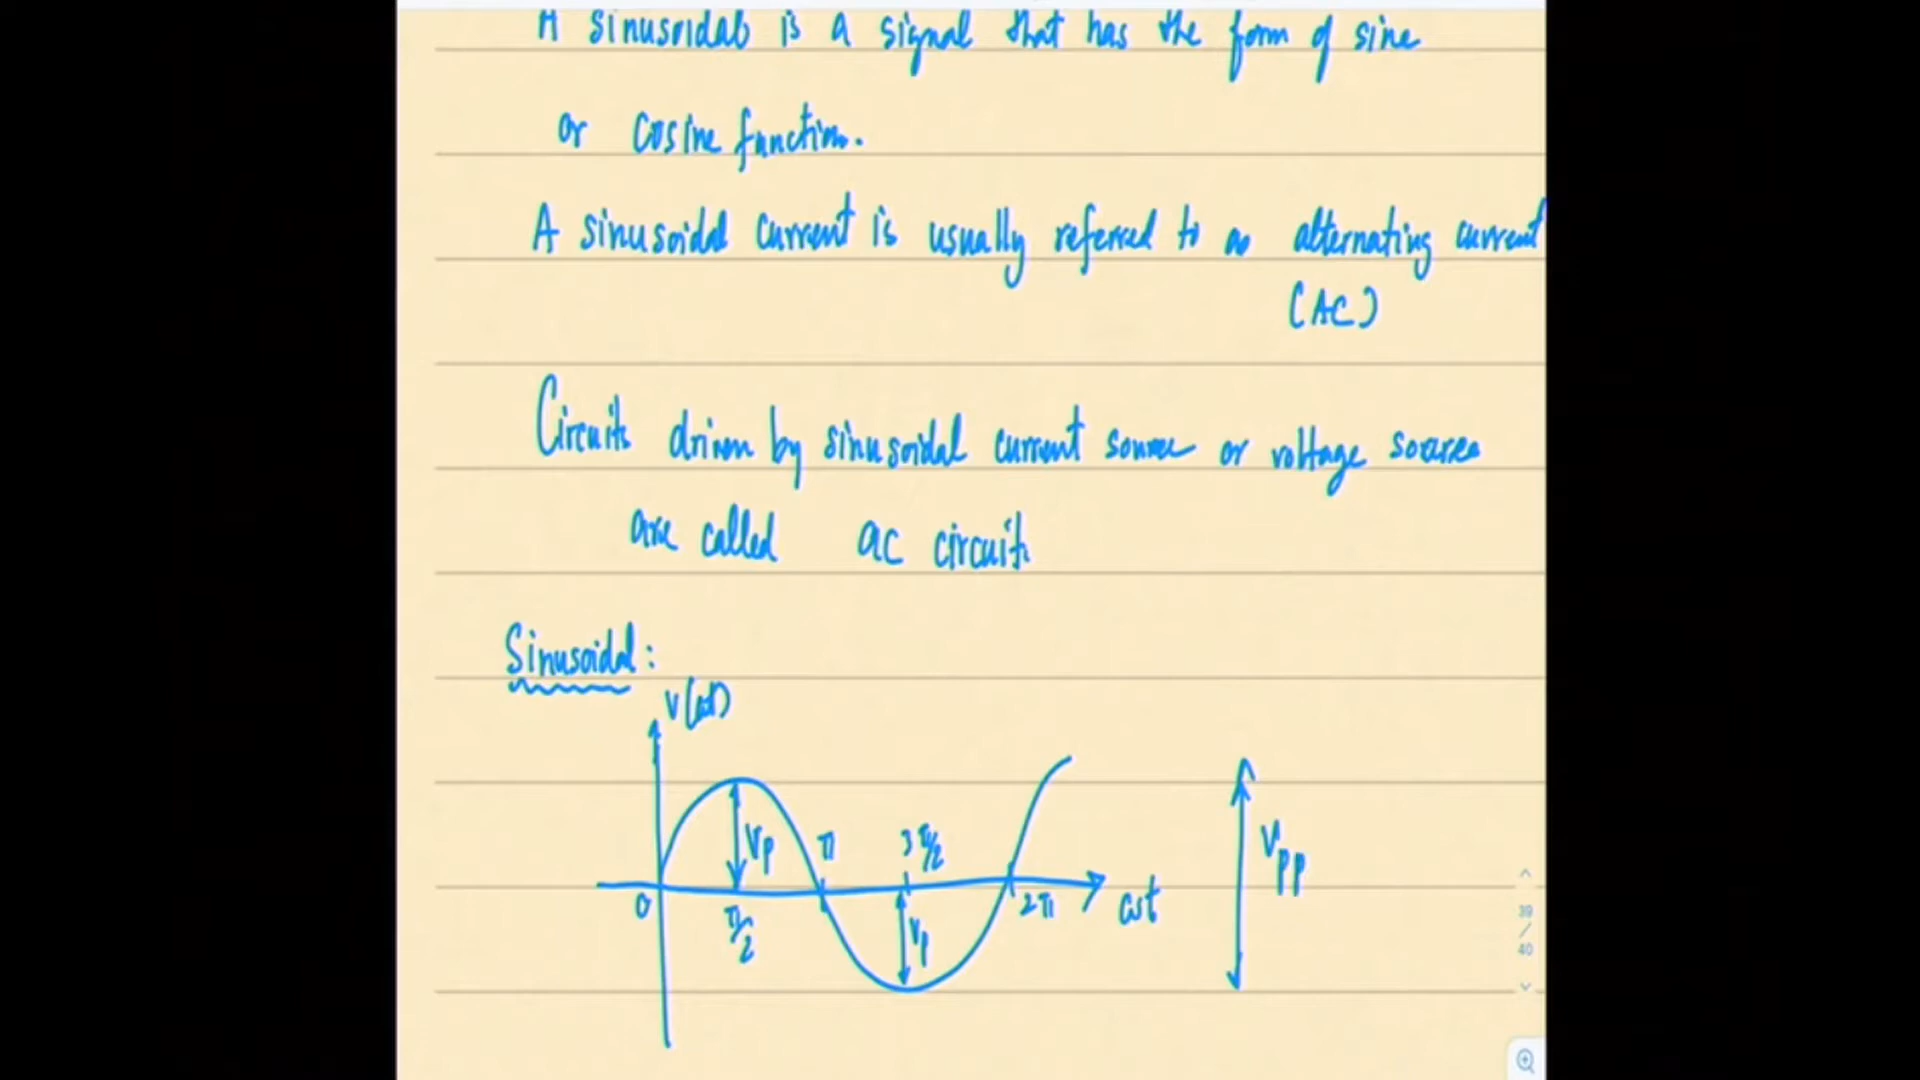 A sinusoidal is a signal that has the form of sine
or cosine function.
A sinusoidal current is usually referred to as alternating current
(AC)
Circuits driven by sinusoidal current source or voltage source
are called ac circuits
Sinusoidal:
V(ωt)
Vp
π
3π/2
Vpp
0
π/2
Vp
2π
ωt
39
/
40